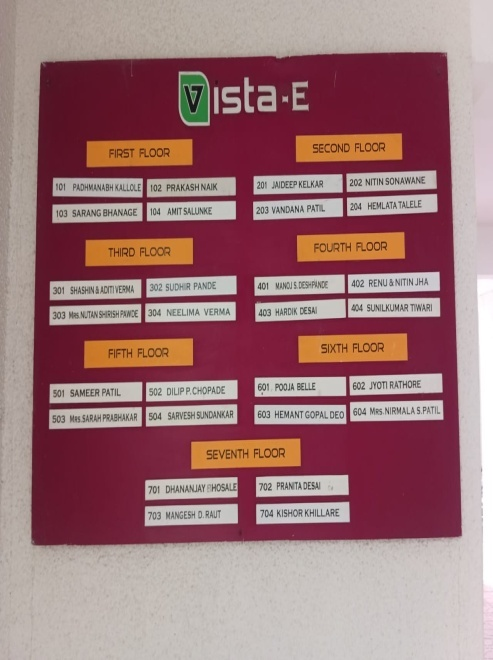 Vista-E
FIRST FLOOR
101 PADHMANABH KALLOLE
102 PRAKASH NAIK
103 SARANG BHANAGE
104 AMIT SALUNKE
SECOND FLOOR
201 JAIDEEP KELKAR
202 NITIN SONAWANE
203 VANDANA PATIL
204 HEMLATA TALELE
THIRD FLOOR
301 SHASHIN & ADITI VERMA
302 SUDHIR PANDE
303 Mrs. NUTAN SHIRISH PAWDE
304 NEELIMA VERMA
FOURTH FLOOR
401 MANOJ S. DESHPANDE
402 RENU & NITIN JHA
403 HARDIK DESAI
404 SUNILKUMAR TIWARI
FIFTH FLOOR
501 SAMEER PATIL
502 DILIP P. CHOPADE
503 Mrs. SARAH PRABHAKAR
504 SARVESH SUNDANKAR
SIXTH FLOOR
601 POOJA BELLE
602 JYOTI RATHORE
603 HEMANT GOPAL DEO
604 Mrs. NIRMALA S. PATIL
SEVENTH FLOOR
701 DHANANJAY BHOSALE
702 PRANITA DESAI
703 MANGESH D. RAUT
704 KISHOR KHILLARE